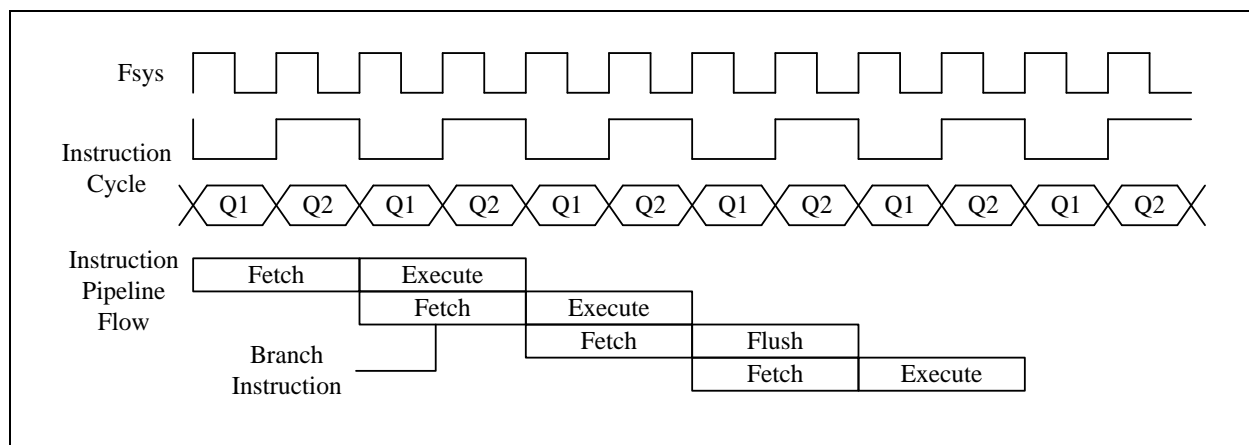 Fsys
Instruction
Cycle
Q1 Q2 Q1 Q2 Q1 Q2 Q1 Q2 Q1 Q2 Q1 Q2
Instruction
Pipeline
Flow
Fetch Execute
Fetch Execute
Fetch Flush
Fetch Execute
Branch
Instruction